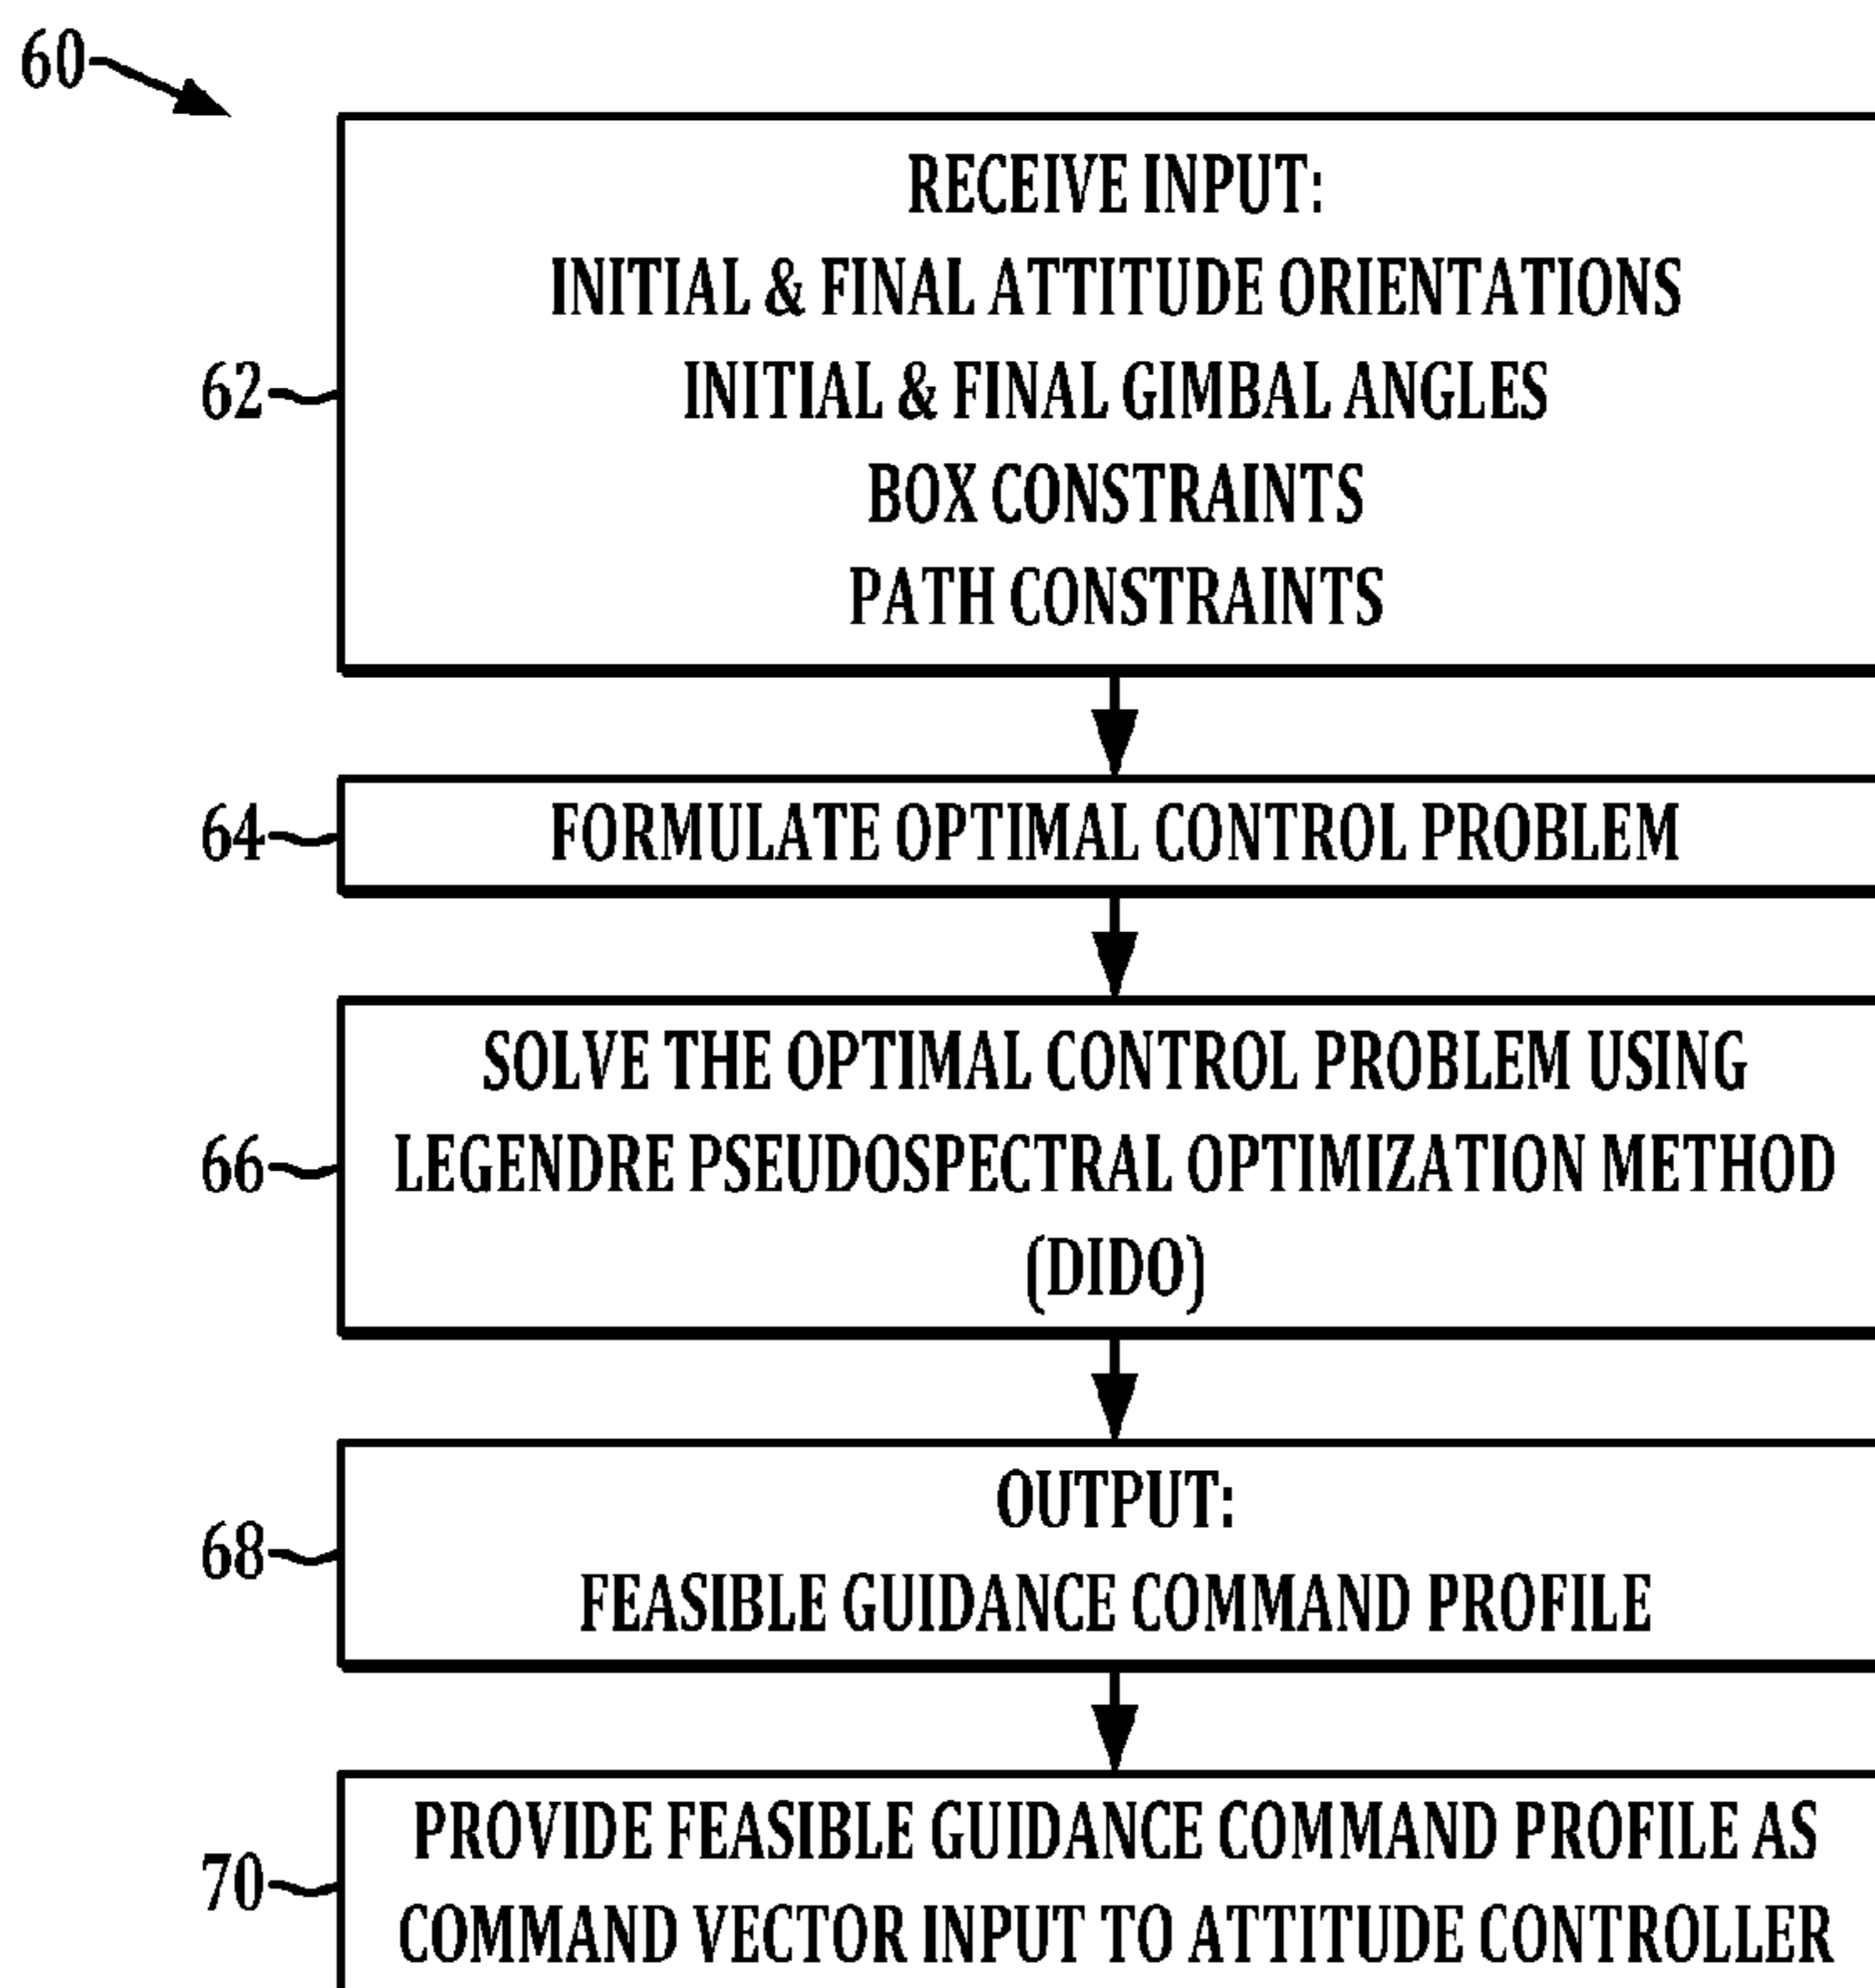 60
RECEIVE INPUT:
INITIAL & FINAL ATTITUDE ORIENTATIONS
INITIAL & FINAL GIMBAL ANGLES
BOX CONSTRAINTS
PATH CONSTRAINTS
62
FORMULATE OPTIMAL CONTROL PROBLEM
64
SOLVE THE OPTIMAL CONTROL PROBLEM USING
LEGENDRE PSEUDOSPECTRAL OPTIMIZATION METHOD
(DIDO)
66
OUTPUT:
FEASIBLE GUIDANCE COMMAND PROFILE
68
PROVIDE FEASIBLE GUIDANCE COMMAND PROFILE AS
COMMAND VECTOR INPUT TO ATTITUDE CONTROLLER
70